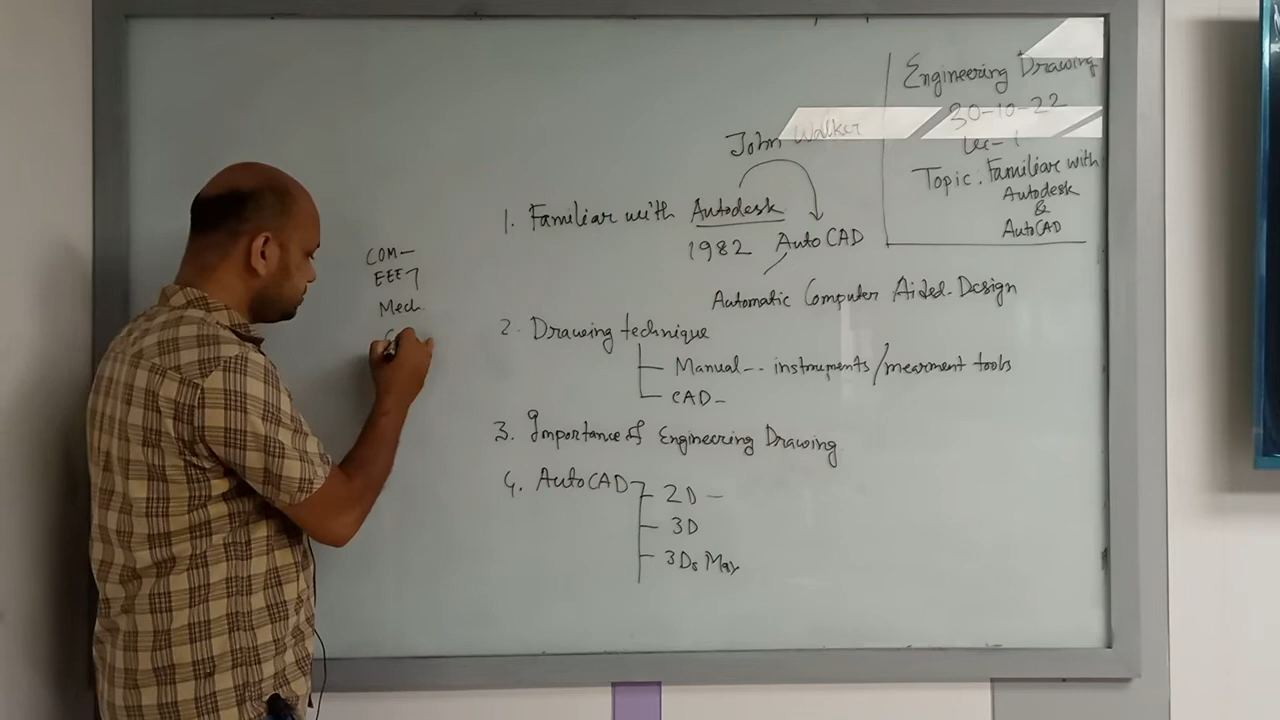 Engineering Drawing
30-10-22
Lec-1
Topic. Familiar with
Autodesk
&
AutoCAD
John Walker
1. Familiar with Autodesk
1982 AutoCAD
Automatic Computer Aided-Design
2. Drawing technique
Manual-- instruments/mearment tools
CAD-
3. Importance of Engineering Drawing
4. AutoCAD
2D -
3D
3Ds Max
COM-
EEE
Mech.